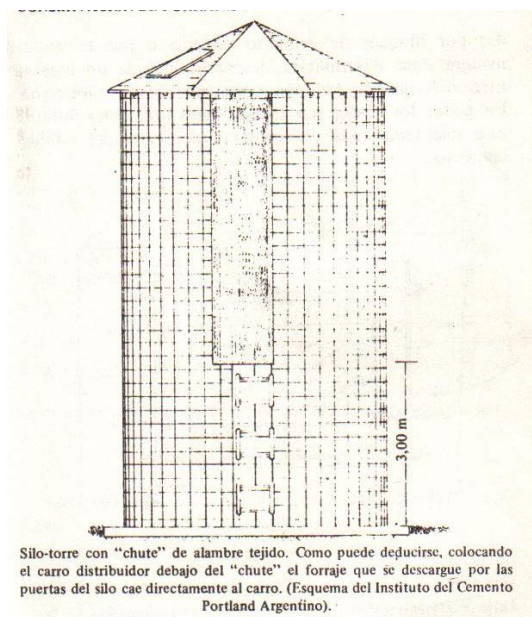 3,00 m
Silo-torre con "chute" de alambre tejido. Como puede deducirse, colocando
el carro distribuidor debajo del "chute" el forraje que se descargue por las
puertas del silo cae directamente al carro. (Esquema del Instituto del Cemento
Portland Argentino).